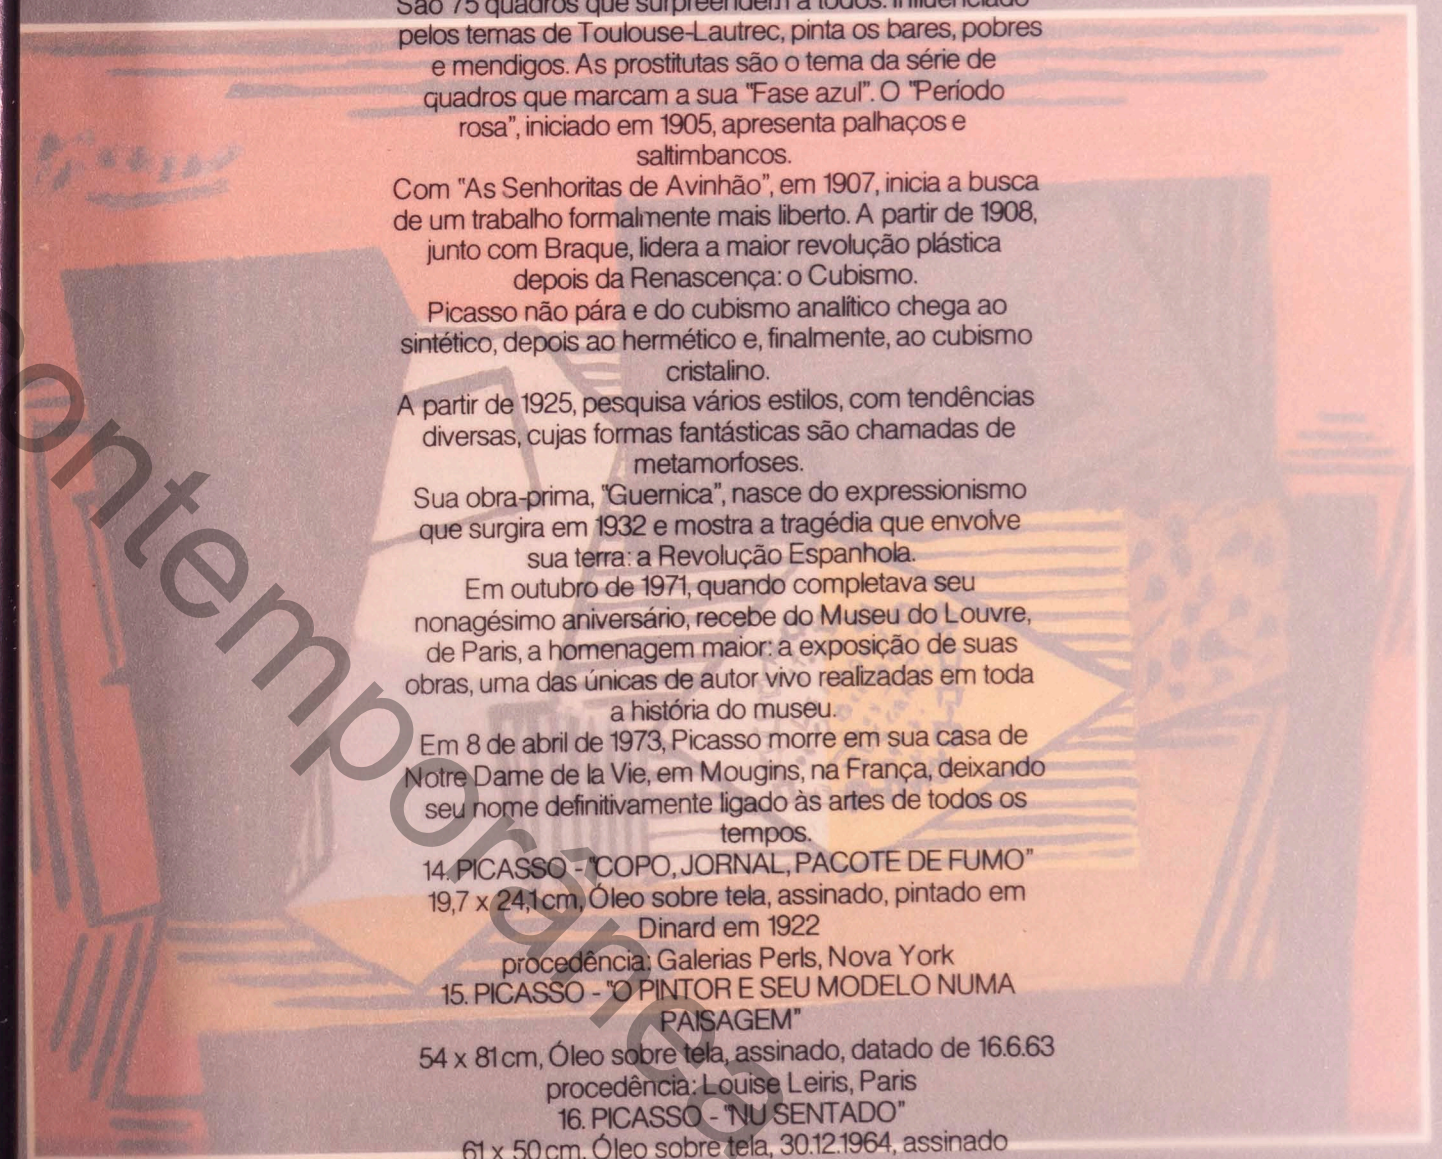 São 75 quadros que surpreendem a todos. Influenciado
pelos temas de Toulouse-Lautrec, pinta os bares, pobres
e mendigos. As prostitutas são o tema da série de
quadros que marcam a sua "Fase azul". O "Período
rosa", iniciado em 1905, apresenta palhaços e
saltimbancos.
Com "As Senhoritas de Avinhão", em 1907, inicia a busca
de um trabalho formalmente mais liberto. A partir de 1908,
junto com Braque, lidera a maior revolução plástica
depois da Renascença: o Cubismo.
Picasso não pára e do cubismo analítico chega ao
sintético, depois ao hermético e, finalmente, ao cubismo
cristalino.
A partir de 1925, pesquisa vários estilos, com tendências
diversas, cujas formas fantásticas são chamadas de
metamorfoses.
Sua obra-prima, "Guernica", nasce do expressionismo
que surgira em 1932 e mostra a tragédia que envolve
sua terra: a Revolução Espanhola.
Em outubro de 1971, quando completava seu
nonagésimo aniversário, recebe do Museu do Louvre,
de Paris, a homenagem maior: a exposição de suas
obras, uma das únicas de autor vivo realizadas em toda
a história do museu.
Em 8 de abril de 1973, Picasso morre em sua casa de
Notre Dame de la Vie, em Mougins, na França, deixando
seu nome definitivamente ligado às artes de todos os
tempos.
14. PICASSO - "COPO, JORNAL, PACOTE DE FUMO"
19,7 x 24,1 cm, Óleo sobre tela, assinado, pintado em
Dinard em 1922
procedência: Galerias Perls, Nova York
15. PICASSO - "O PINTOR E SEU MODELO NUMA
PAISAGEM"
54 x 81 cm, Óleo sobre tela, assinado, datado de 16.6.63
procedência: Louise Leiris, Paris
16. PICASSO - "NU SENTADO"
61 x 50 cm, Óleo sobre tela, 30.12.1964, assinado
ontemporânea